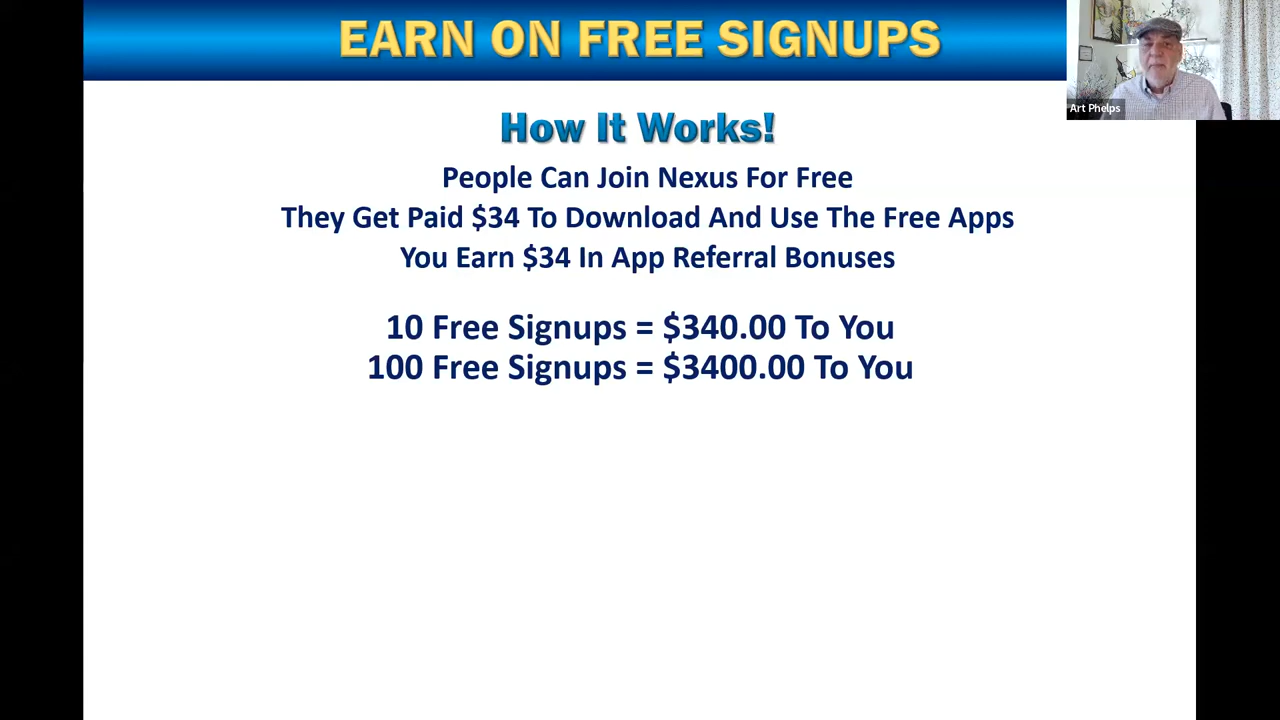 EARN ON FREE SIGNUPS
Art Phelps
How It Works!
People Can Join Nexus For Free
They Get Paid $34 To Download And Use The Free Apps
You Earn $34 In App Referral Bonuses
10 Free Signups = $340.00 To You
100 Free Signups = $3400.00 To You